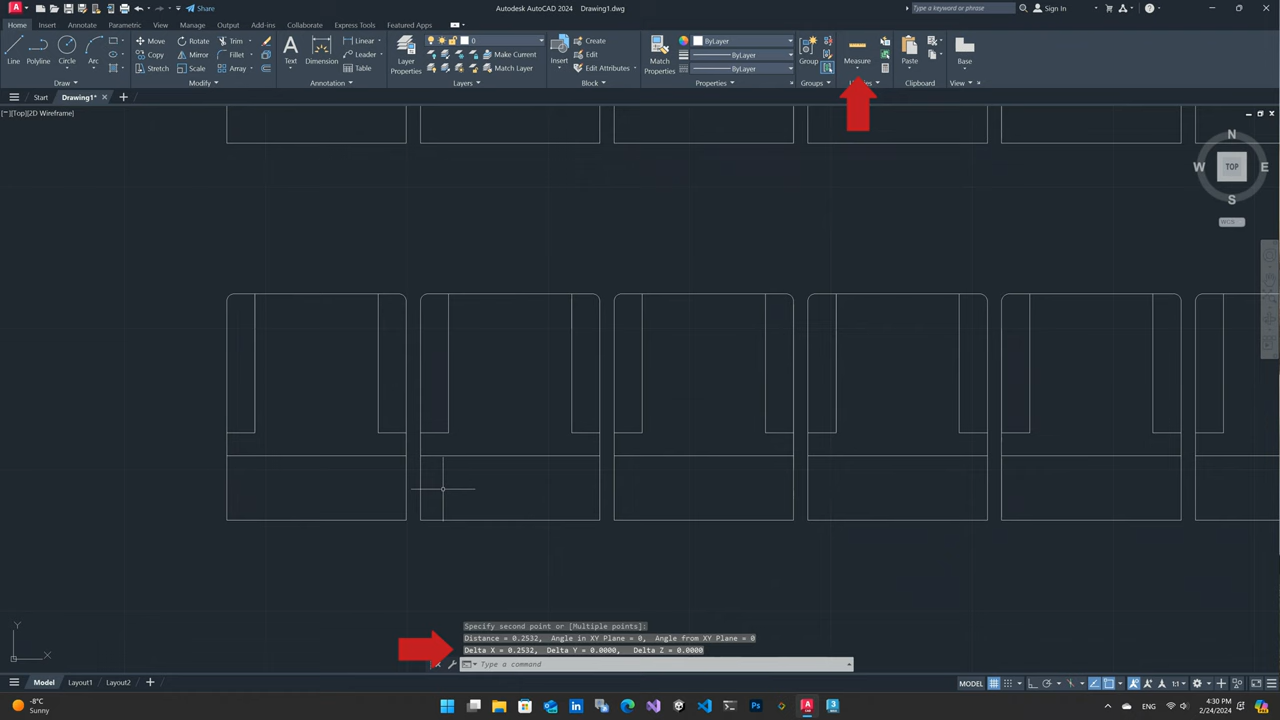 Share
Autodesk AutoCAD 2024 Drawing1.dwg
Type a keyword or phrase
Sign In
Home Insert Annotate Parametric View Manage Output Add-ins Collaborate Express Tools Featured Apps
Line Polyline Circle Arc
Move Rotate Trim
Copy Mirror Fillet
Stretch Scale Array
Text Dimension
Linear
Leader
Table
Layer Properties
0
Make Current
Match Layer
Insert
Create
Edit
Edit Attributes
Match Properties
ByLayer
ByLayer
ByLayer
Group
Measure
Paste
Base
Draw Modify Annotation Layers Block Properties Groups Clipboard View
Start Drawing1*
[-][Top][2D Wireframe]
N
W TOP E
S
WCS
Y
X
Specify second point or [Multiple points]:
Distance = 0.2532, Angle in XY Plane = 0, Angle from XY Plane = 0
Delta X = 0.2532, Delta Y = 0.0000, Delta Z = 0.0000
Type a command
Model Layout1 Layout2
MODEL
1:1
-8°C
Sunny
ENG
4:30 PM
2/24/2024